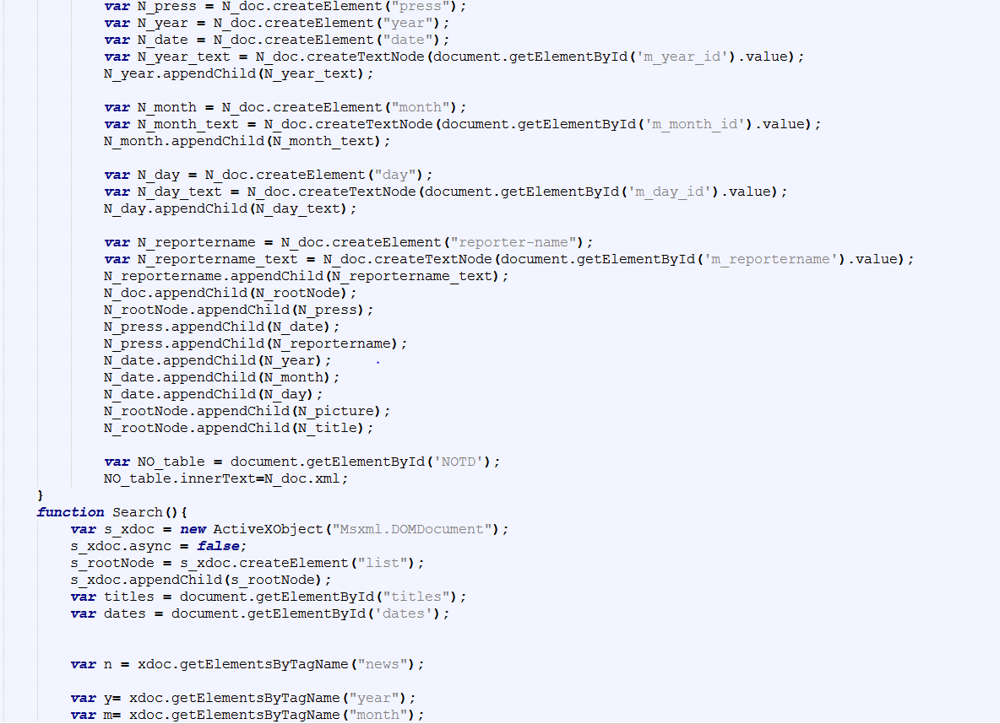 var N_press = N_doc.createElement("press");
var N_year = N_doc.createElement("year");
var N_date = N_doc.createElement("date");
var N_year_text = N_doc.createTextNode(document.getElementById('m_year_id').value);
N_year.appendChild(N_year_text);
var N_month = N_doc.createElement("month");
var N_month_text = N_doc.createTextNode(document.getElementById('m_month_id').value);
N_month.appendChild(N_month_text);
var N_day = N_doc.createElement("day");
var N_day_text = N_doc.createTextNode(document.getElementById('m_day_id').value);
N_day.appendChild(N_day_text);
var N_reportername = N_doc.createElement("reporter-name");
var N_reportername_text = N_doc.createTextNode(document.getElementById('m_reportername').value);
N_reportername.appendChild(N_reportername_text);
N_doc.appendChild(N_rootNode);
N_rootNode.appendChild(N_press);
N_press.appendChild(N_date);
N_press.appendChild(N_reportername);
N_date.appendChild(N_year);
N_date.appendChild(N_month);
N_date.appendChild(N_day);
N_rootNode.appendChild(N_picture);
N_rootNode.appendChild(N_title);
var NO_table = document.getElementById('NOTD');
NO_table.innerText=N_doc.xml;
}
function Search(){
var s_xdoc = new ActiveXObject("Msxml.DOMDocument");
s_xdoc.async = false;
s_rootNode = s_xdoc.createElement("list");
s_xdoc.appendChild(s_rootNode);
var titles = document.getElementById("titles");
var dates = document.getElementById('dates');
var n = xdoc.getElementsByTagName("news");
var y= xdoc.getElementsByTagName("year");
var m= xdoc.getElementsByTagName("month");